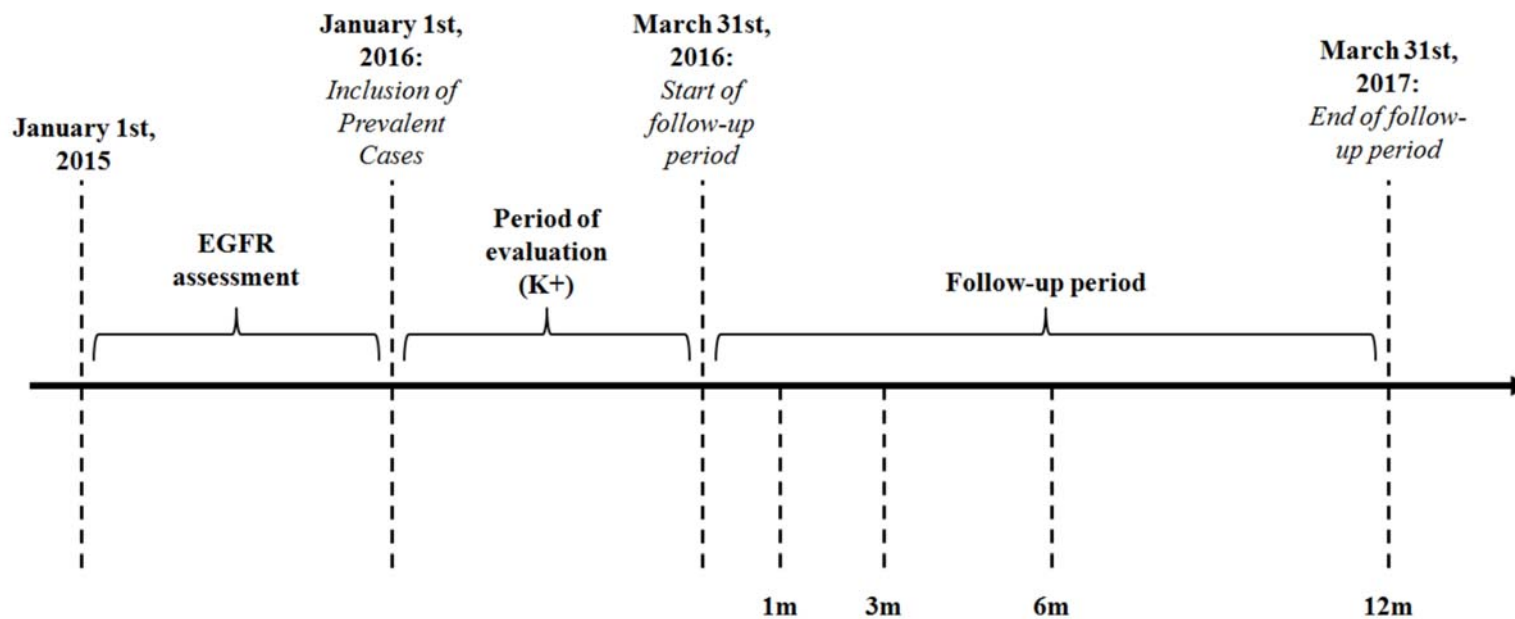 January 1st,
2015
January 1st,
2016:
Inclusion of
Prevalent
Cases
March 31st,
2016:
Start of
follow-up
period
March 31st,
2017:
End of follow-
up period
EGFR
assessment
Period of
evaluation
(K+)
Follow-up period
1m
3m
6m
12m